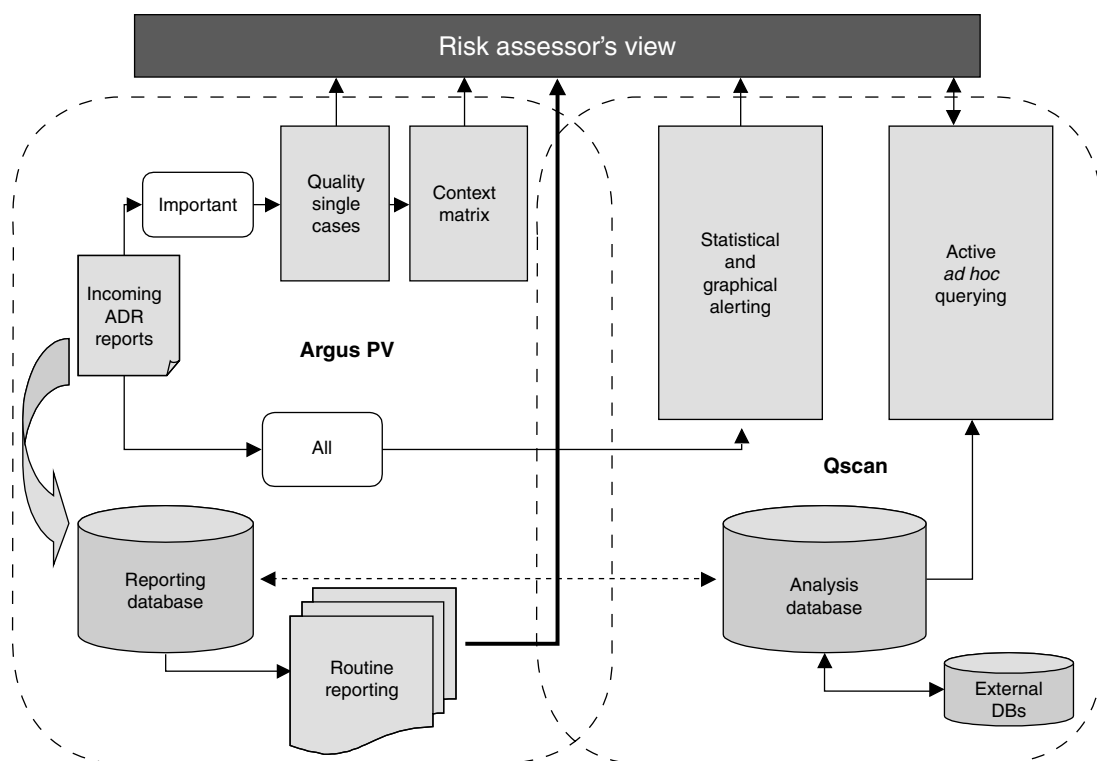 Risk assessor's view
Important
Quality
single
cases
Context
matrix
Statistical
and
graphical
alerting
Active
ad hoc
querying
Incoming
ADR
reports
Argus PV
All
Qscan
Reporting
database
Analysis
database
Routine
reporting
External
DBs